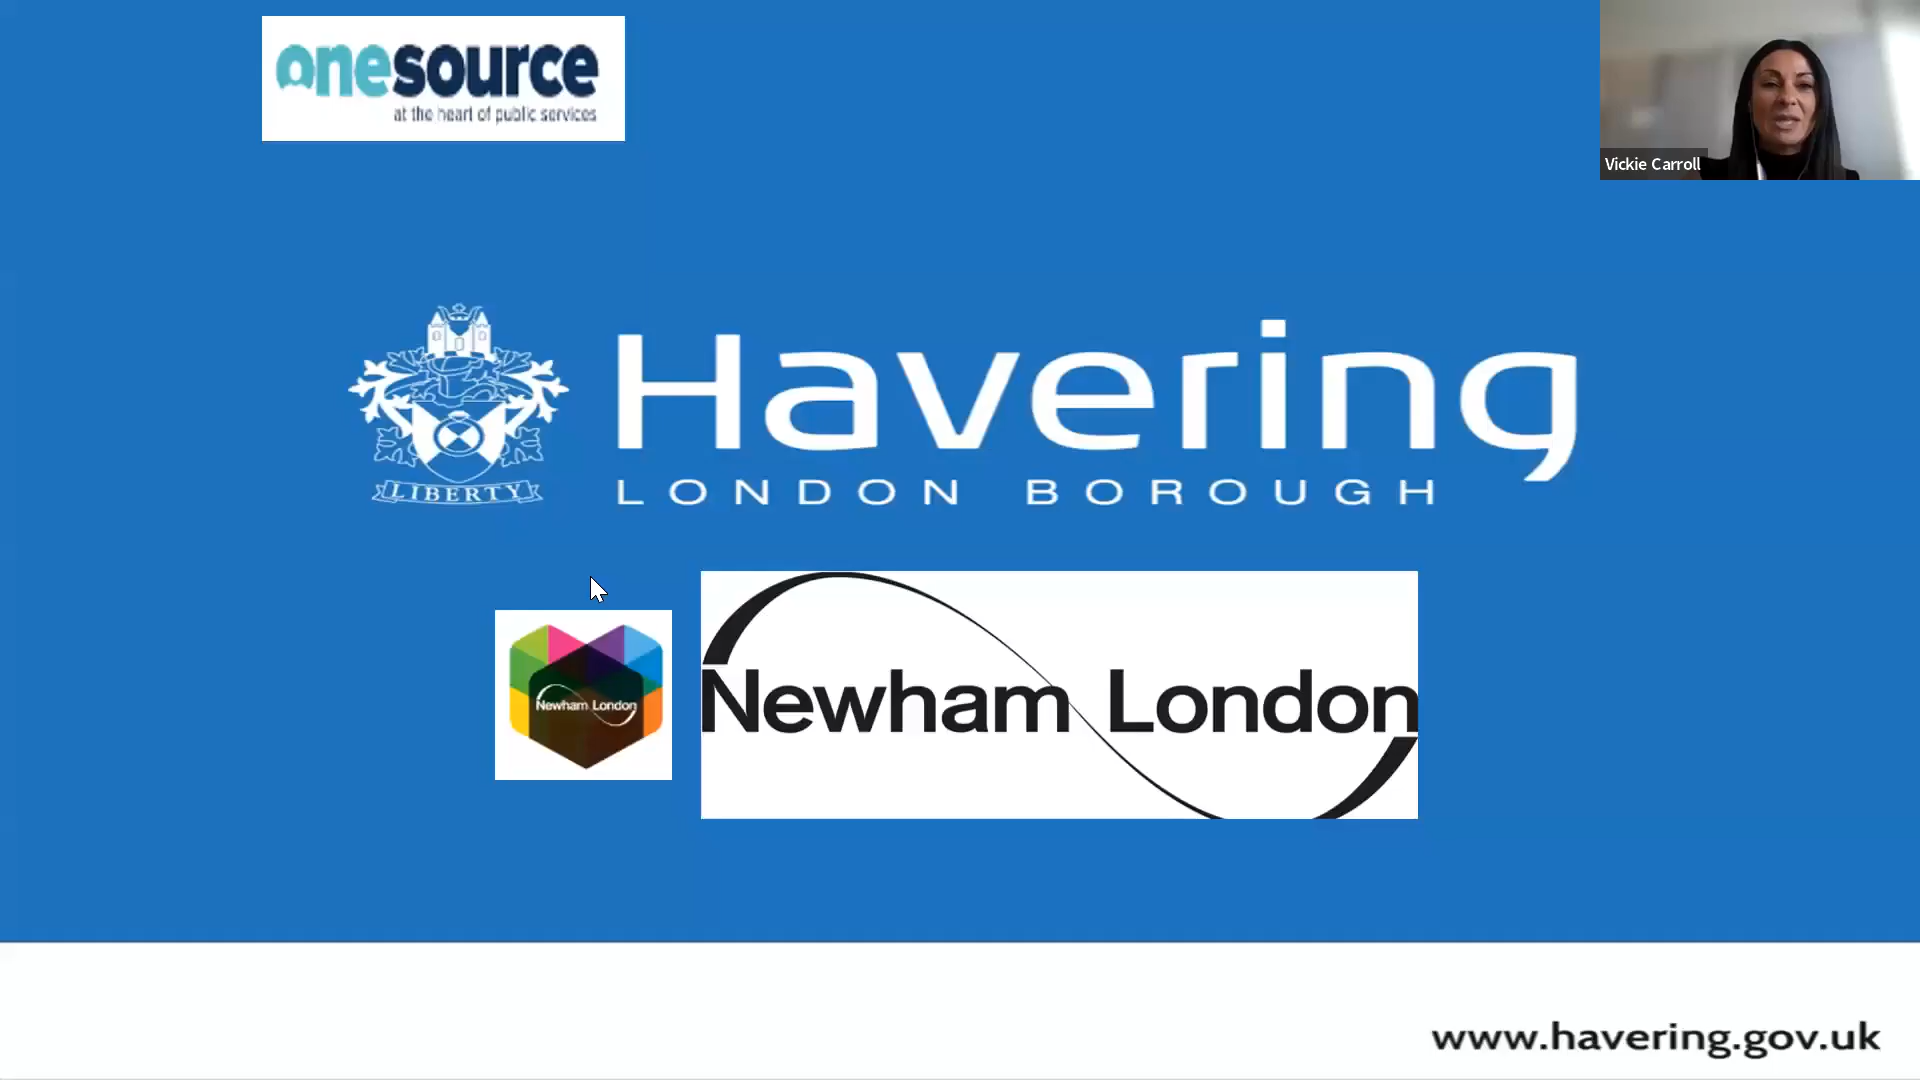 onesource
at the heart of public services
Vickie Carroll
Havering
LONDON BOROUGH
LIBERTY
Newham London
Newham London
www.havering.gov.uk